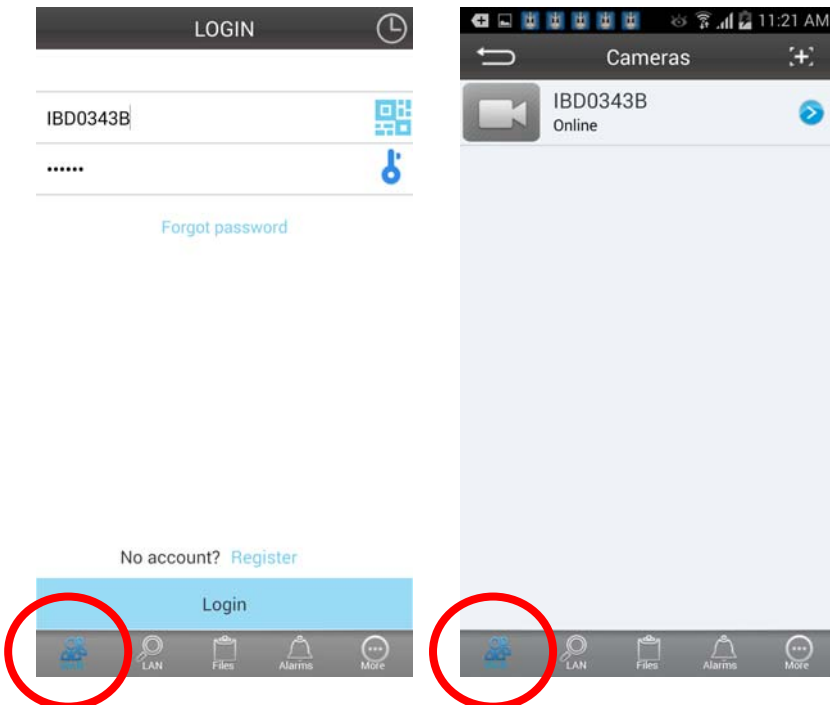 LOGIN
IBD0343B
••••••
Forgot password
No account? Register
Login
LAN
Files
Alarms
More
11:21 AM
Cameras
IBD0343B
Online
LAN
Files
Alarms
More